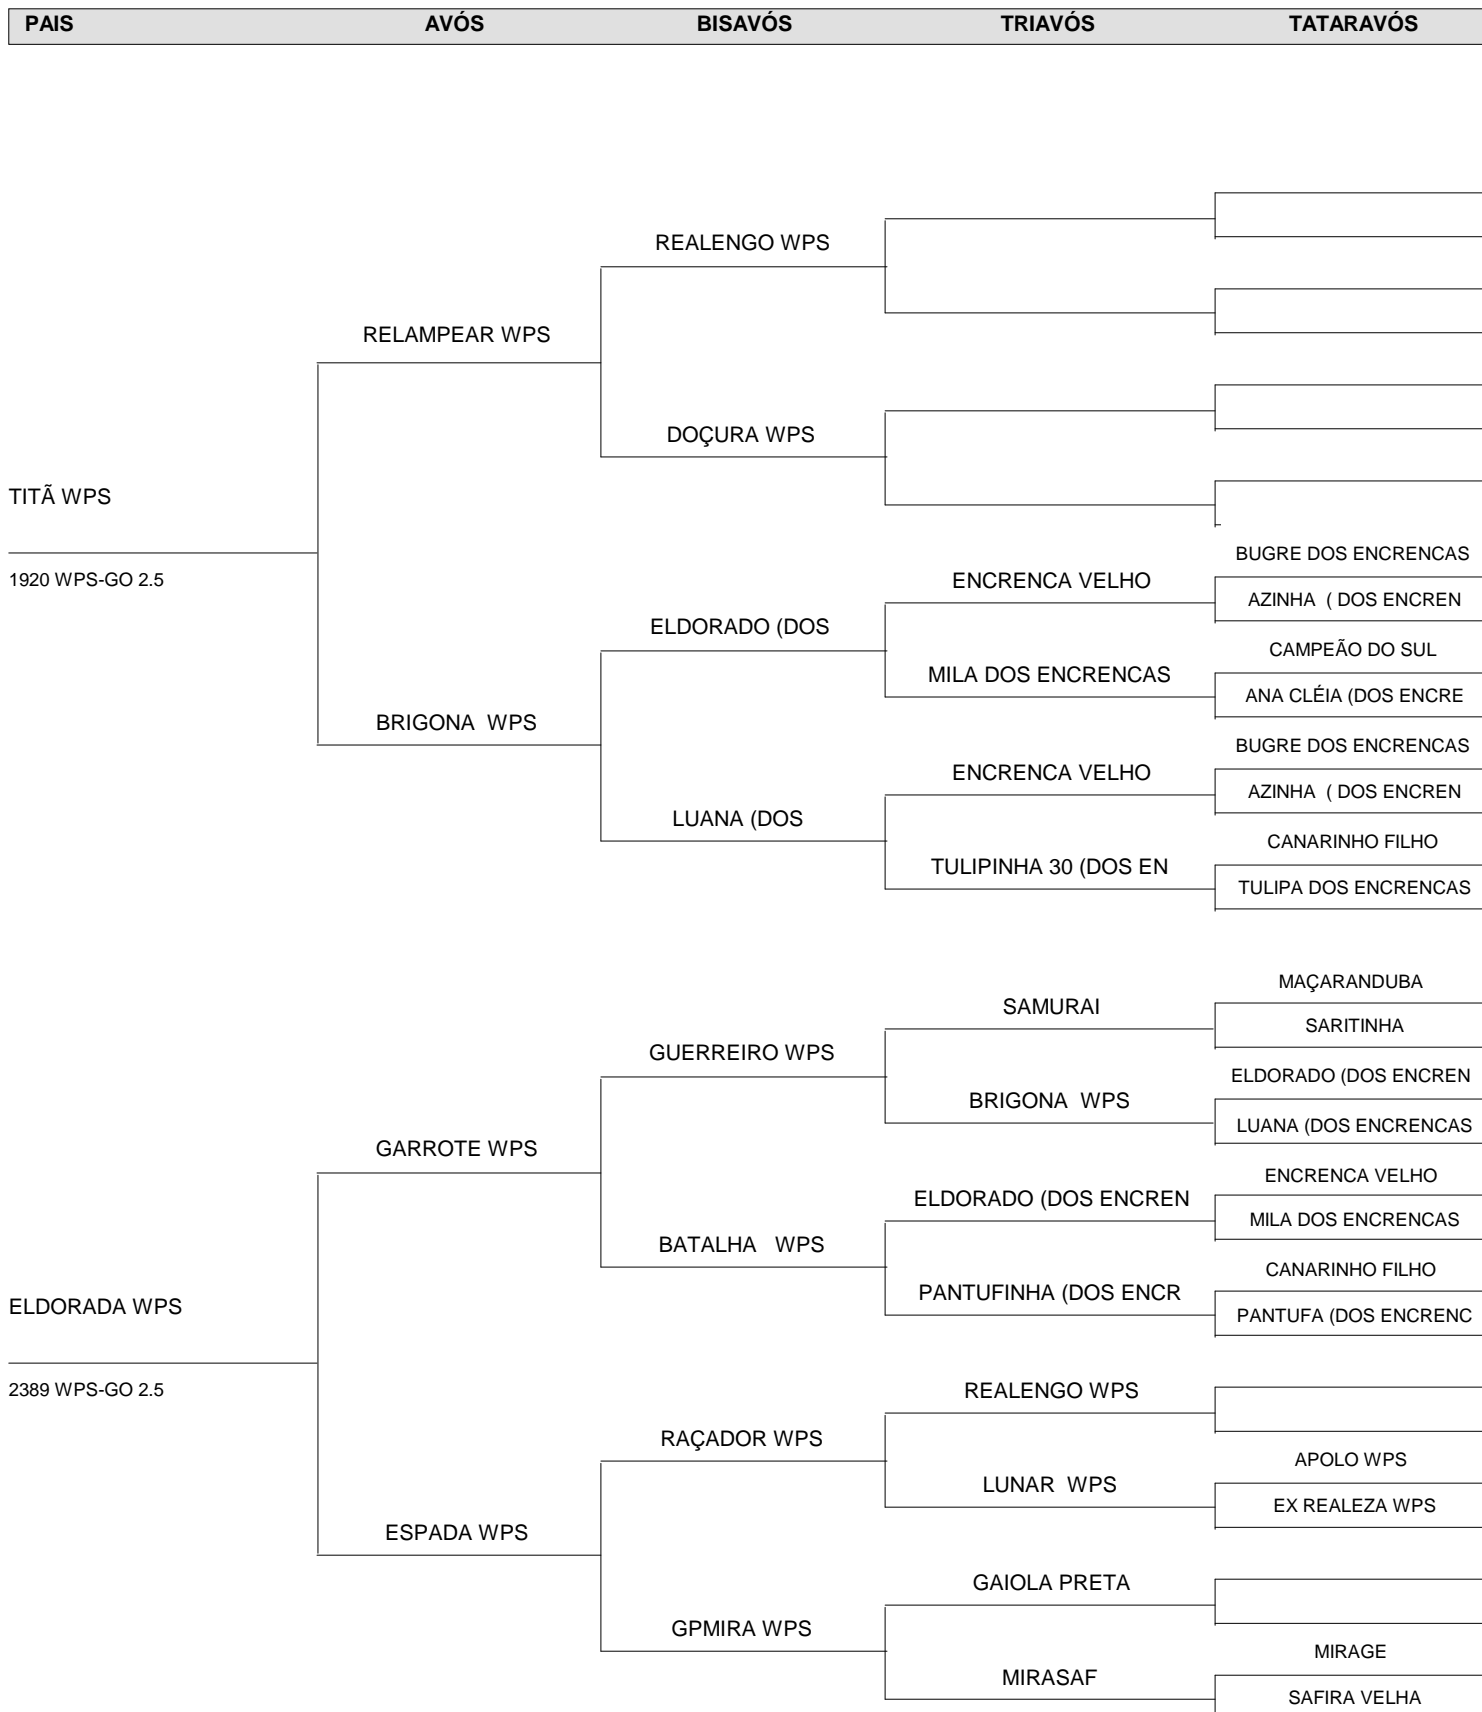 PAIS AVÓS BISAVÓS TRIAVÓS TATARAVÓS
REALENGO WPS
RELAMPEAR WPS
DOÇURA WPS
TITÃ WPS
1920 WPS-GO 2.5
BUGRE DOS ENCRENCAS
ENCRENCA VELHO
AZINHA ( DOS ENCREN
ELDORADO (DOS
CAMPEÃO DO SUL
MILA DOS ENCRENCAS
ANA CLÉIA (DOS ENCRE
BRIGONA WPS
BUGRE DOS ENCRENCAS
ENCRENCA VELHO
AZINHA ( DOS ENCREN
LUANA (DOS
CANARINHO FILHO
TULIPINHA 30 (DOS EN
TULIPA DOS ENCRENCAS
MAÇARANDUBA
SAMURAI
SARITINHA
GUERREIRO WPS
ELDORADO (DOS ENCREN
BRIGONA WPS
LUANA (DOS ENCRENCAS
GARROTE WPS
ENCRENCA VELHO
ELDORADO (DOS ENCREN
MILA DOS ENCRENCAS
BATALHA WPS
CANARINHO FILHO
PANTUFINHA (DOS ENCR
PANTUFA (DOS ENCRENC
ELDORADA WPS
2389 WPS-GO 2.5
REALENGO WPS
RAÇADOR WPS
APOLO WPS
LUNAR WPS
EX REALEZA WPS
ESPADA WPS
GAIOLA PRETA
GPMIRA WPS
MIRAGE
MIRASAF
SAFIRA VELHA